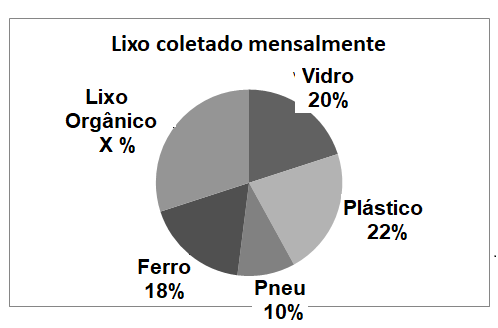 Lixo coletado mensalmente
Vidro
20%
Lixo
Orgânico
X %
Plástico
22%
Ferro
18%
Pneu
10%